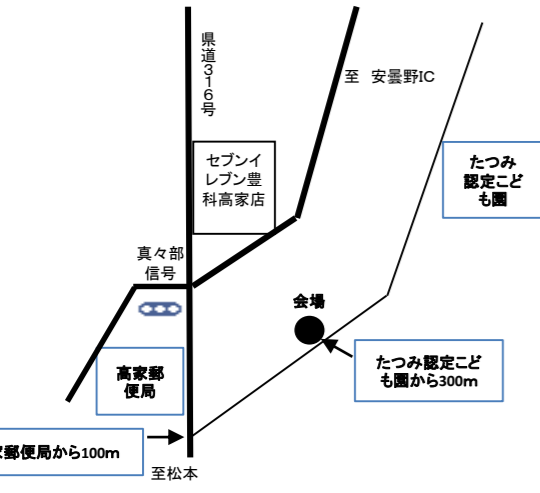 県道316号
至 安曇野IC
セブンイ
レブン豊
科高家店
たつみ
認定こど
も園
真々部
信号
会場
高家郵
便局
たつみ認定こど
も園から300m
家郵便局から100m
至松本